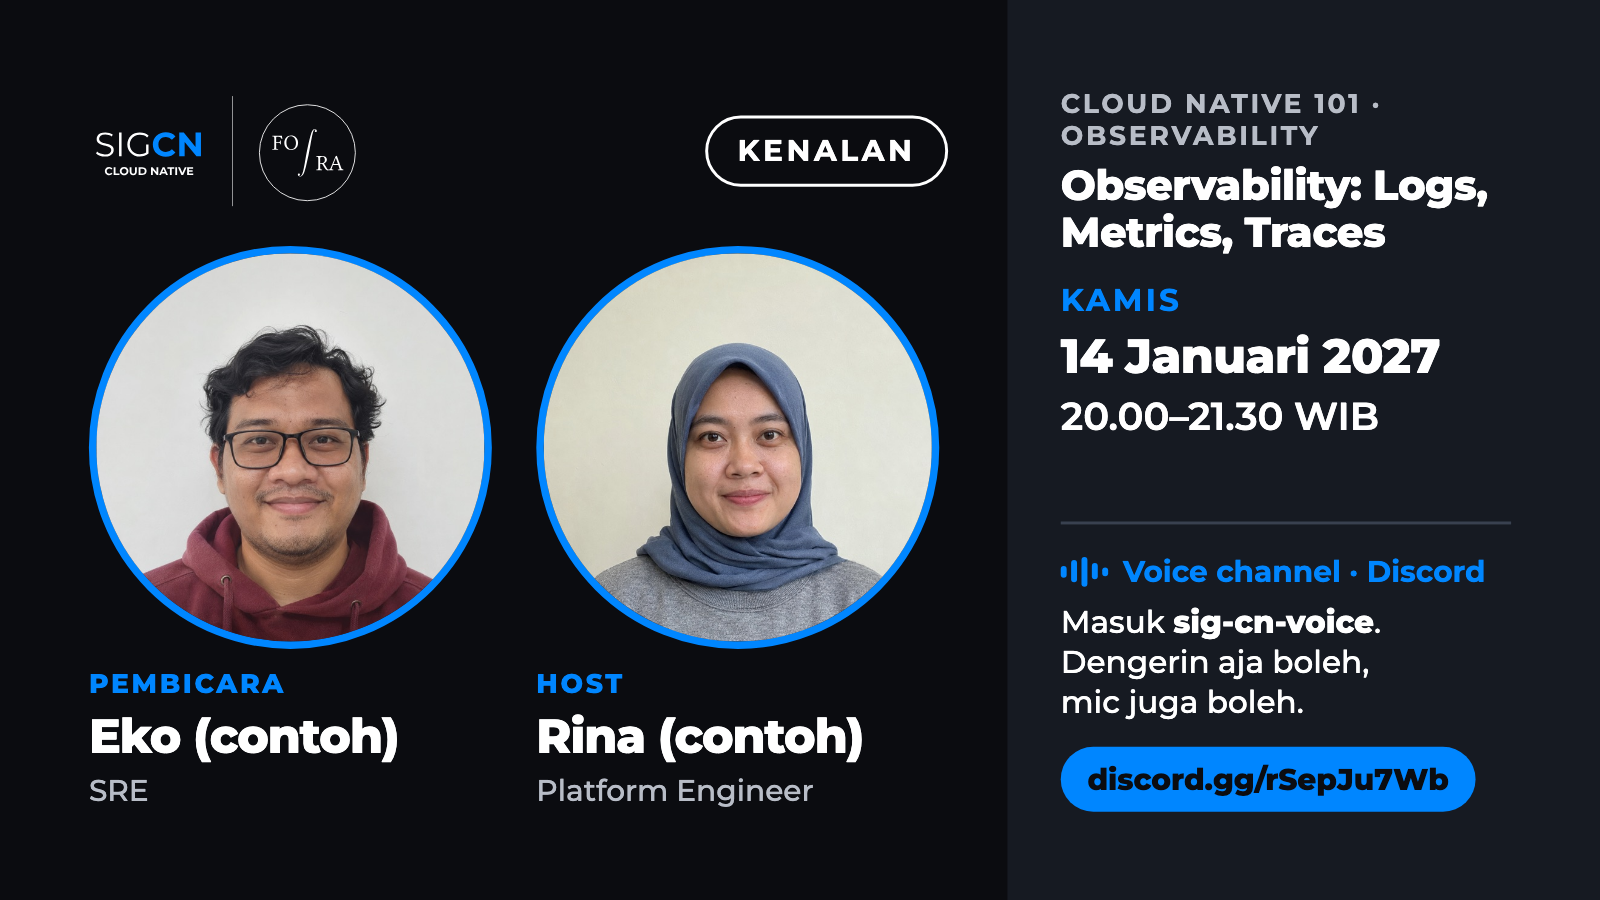 SIGCN
CLOUD NATIVE
FO
RA
KENALAN
PEMBICARA
Eko (contoh)
SRE
HOST
Rina (contoh)
Platform Engineer
CLOUD NATIVE 101 ·
OBSERVABILITY
Observability: Logs,
Metrics, Traces
KAMIS
14 Januari 2027
20.00–21.30 WIB
Voice channel · Discord
Masuk sig-cn-voice.
Dengerin aja boleh,
mic juga boleh.
discord.gg/rSepJu7Wb